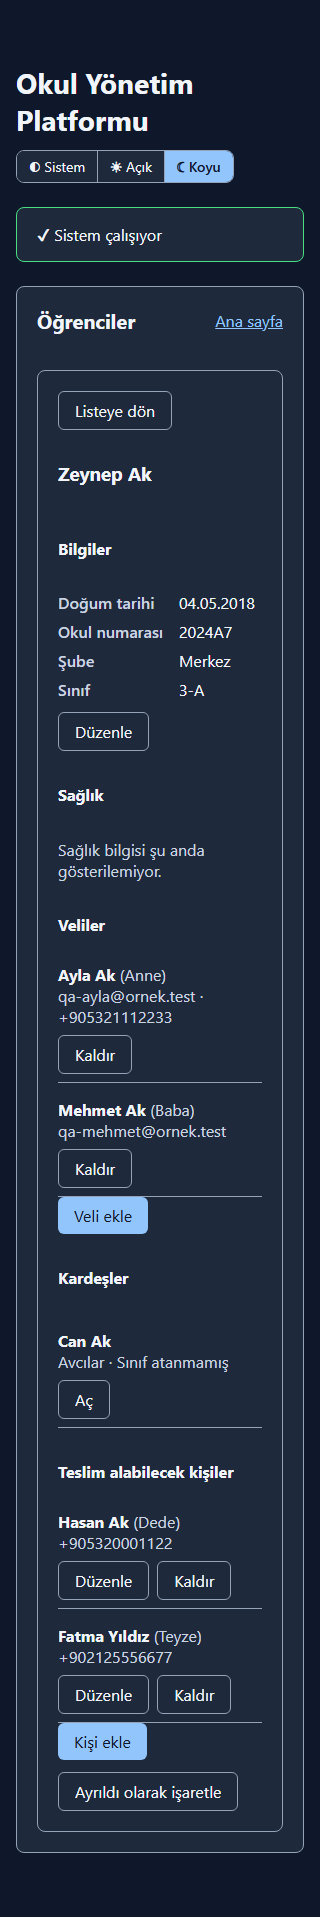 Okul Yönetim
Platformu
◐ Sistem ☀ Açık ☾ Koyu
✓ Sistem çalışıyor
Öğrenciler Ana sayfa
Listeye dön
Zeynep Ak
Bilgiler
Doğum tarihi 04.05.2018
Okul numarası 2024A7
Şube Merkez
Sınıf 3-A
Düzenle
Sağlık
Sağlık bilgisi şu anda
gösterilemiyor.
Veliler
Ayla Ak (Anne)
qa-ayla@ornek.test ·
+905321112233
Kaldır
Mehmet Ak (Baba)
qa-mehmet@ornek.test
Kaldır
Veli ekle
Kardeşler
Can Ak
Avcılar · Sınıf atanmamış
Aç
Teslim alabilecek kişiler
Hasan Ak (Dede)
+905320001122
Düzenle Kaldır
Fatma Yıldız (Teyze)
+902125556677
Düzenle Kaldır
Kişi ekle
Ayrıldı olarak işaretle